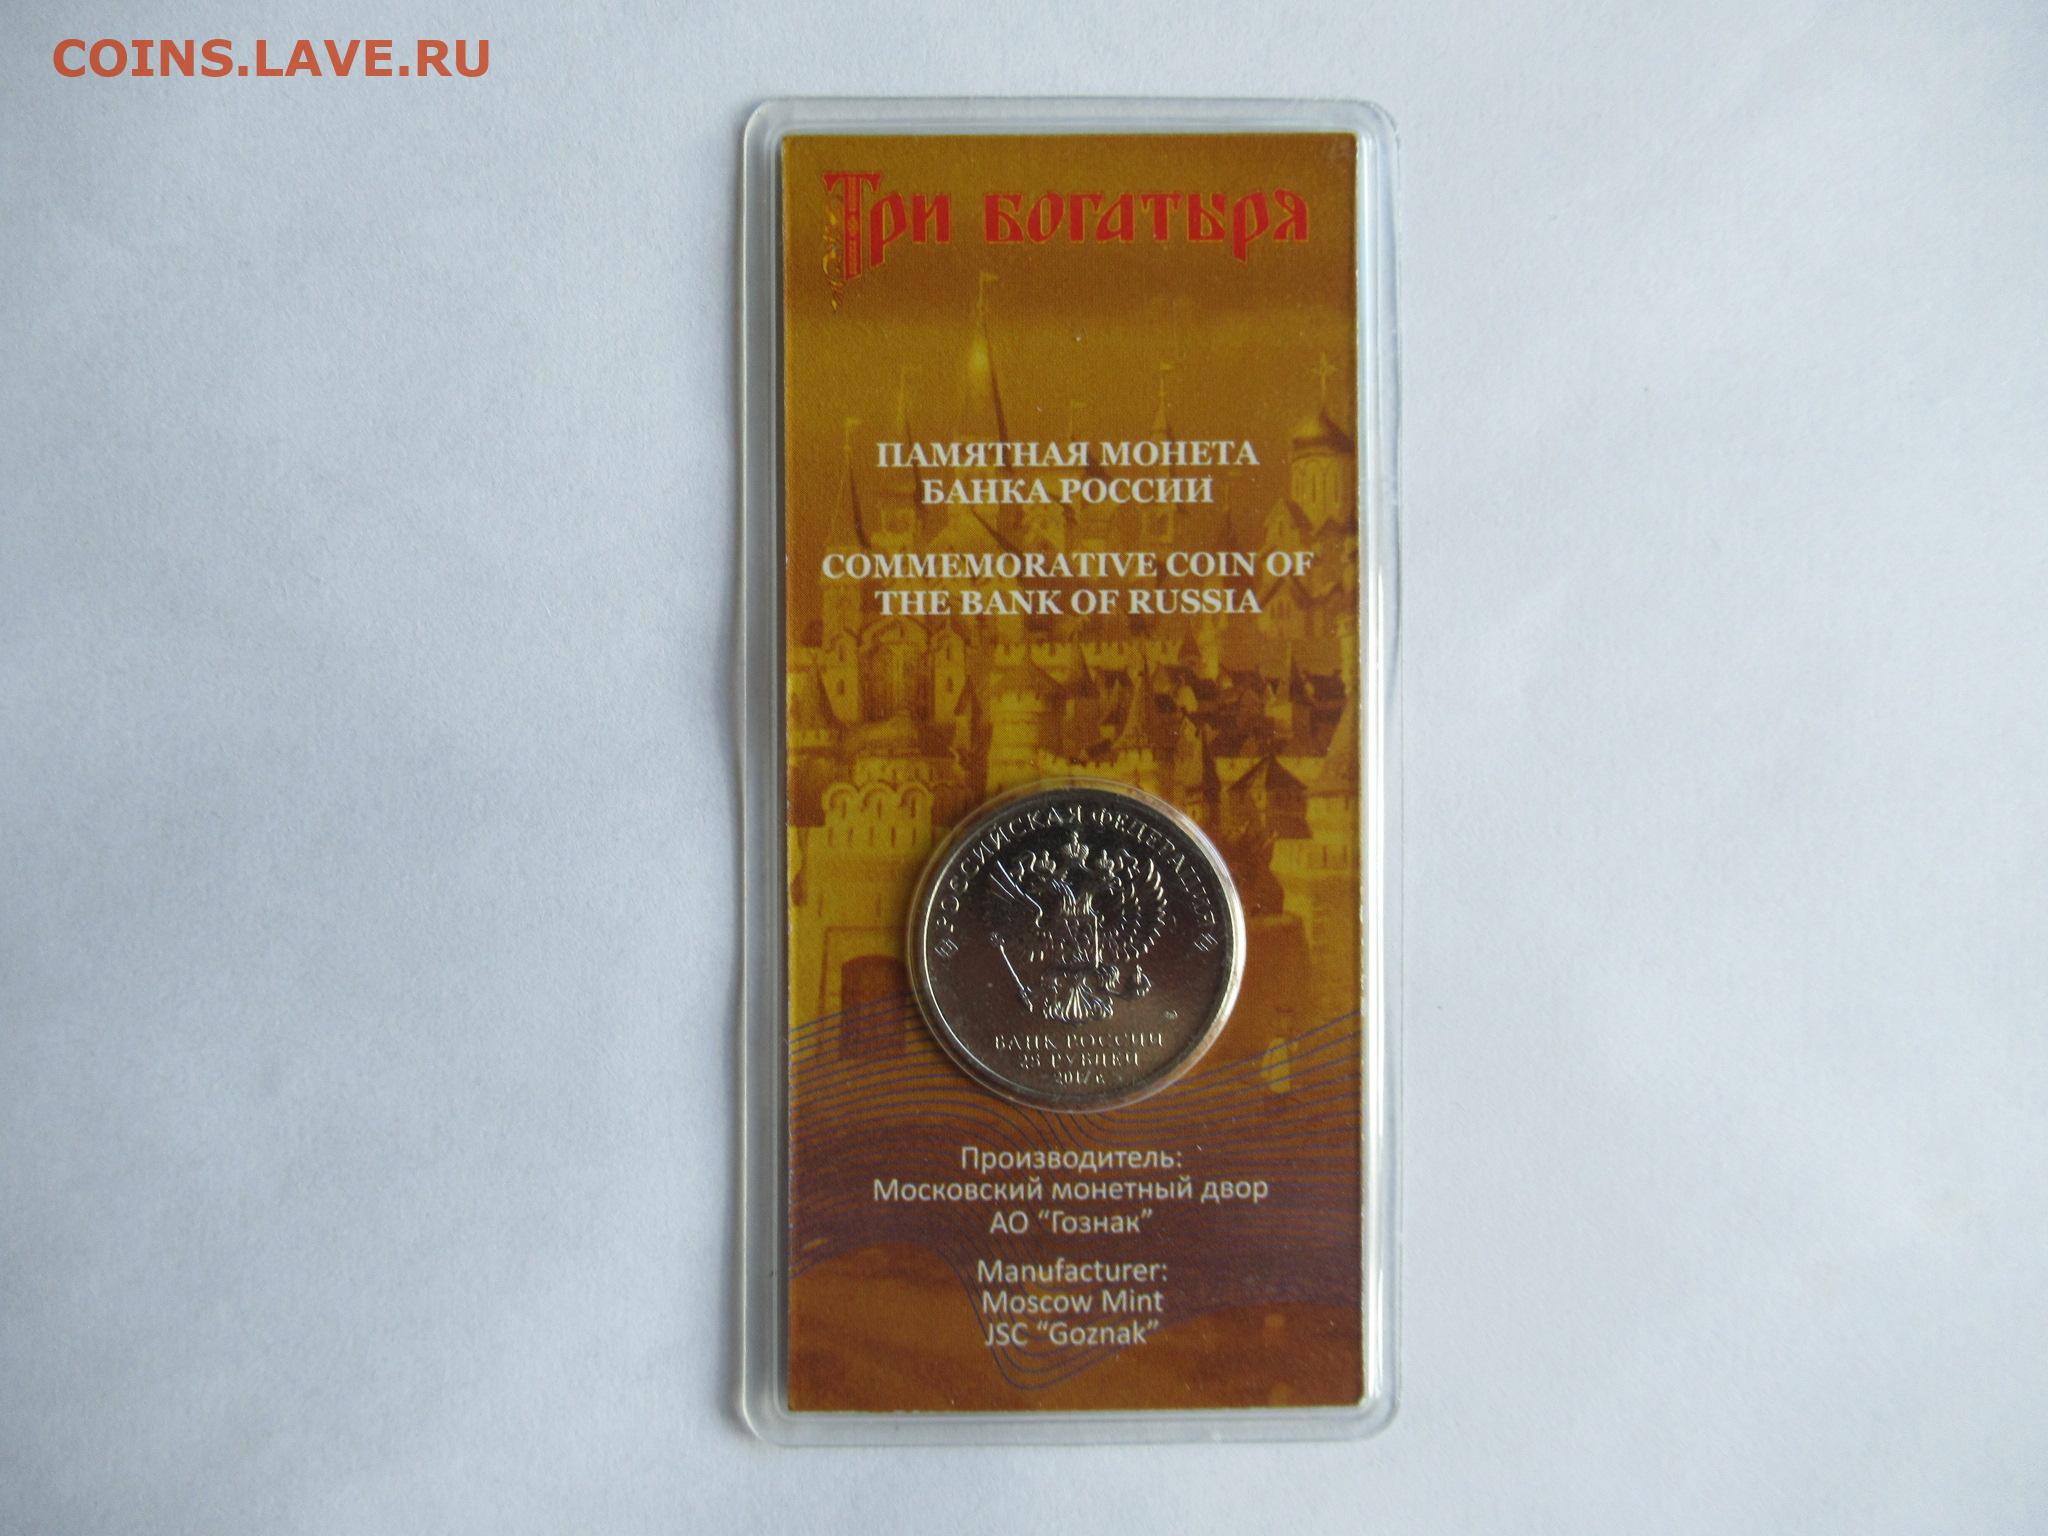 COINS.LAVE.RU
Три богатыря
ПАМЯТНАЯ МОНЕТА
БАНКА РОССИИ
COMMEMORATIVE COIN OF
THE BANK OF RUSSIA
РОССИЙСКАЯ ФЕДЕРАЦИЯ
БАНК РОССИИ
25 РУБЛЕЙ
2017 г.
Производитель:
Московский монетный двор
АО “Гознак”
Manufacturer:
Moscow Mint
JSC “Goznak”